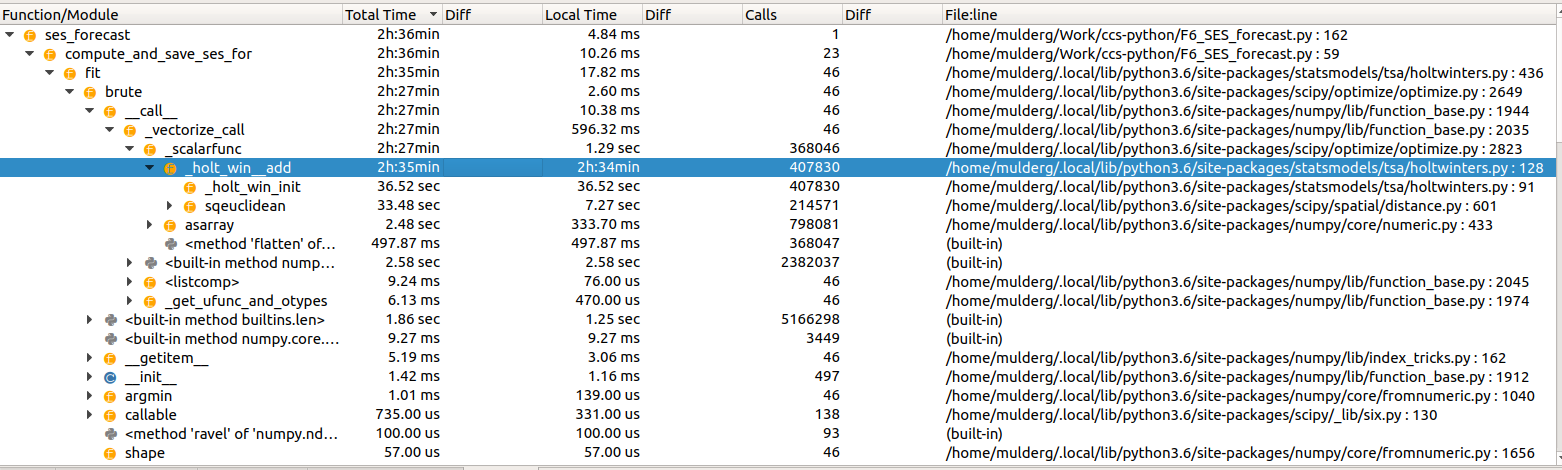 Function/Module Total Time Diff Local Time Diff Calls Diff File:line
ses_forecast 2h:36min 4.84 ms 1 /home/mulderg/Work/ccs-python/F6_SES_forecast.py : 162
compute_and_save_ses_for 2h:36min 10.26 ms 23 /home/mulderg/Work/ccs-python/F6_SES_forecast.py : 59
fit 2h:35min 17.82 ms 46 /home/mulderg/.local/lib/python3.6/site-packages/statsmodels/tsa/holtwinters.py : 436
brute 2h:27min 2.60 ms 46 /home/mulderg/.local/lib/python3.6/site-packages/scipy/optimize/optimize.py : 2649
__call__ 2h:27min 10.38 ms 46 /home/mulderg/.local/lib/python3.6/site-packages/numpy/lib/function_base.py : 1944
_vectorize_call 2h:27min 596.32 ms 46 /home/mulderg/.local/lib/python3.6/site-packages/numpy/lib/function_base.py : 2035
_scalarfunc 2h:27min 1.29 sec 368046 /home/mulderg/.local/lib/python3.6/site-packages/scipy/optimize/optimize.py : 2823
_holt_win__add 2h:35min 2h:34min 407830 /home/mulderg/.local/lib/python3.6/site-packages/statsmodels/tsa/holtwinters.py : 128
_holt_win_init 36.52 sec 36.52 sec 407830 /home/mulderg/.local/lib/python3.6/site-packages/statsmodels/tsa/holtwinters.py : 91
sqeuclidean 33.48 sec 7.27 sec 214571 /home/mulderg/.local/lib/python3.6/site-packages/scipy/spatial/distance.py : 601
asarray 2.48 sec 333.70 ms 798081 /home/mulderg/.local/lib/python3.6/site-packages/numpy/core/numeric.py : 433
<method 'flatten' of... 497.87 ms 497.87 ms 368047 (built-in)
<built-in method nump... 2.58 sec 2.58 sec 2382037 (built-in)
<listcomp> 9.24 ms 76.00 us 46 /home/mulderg/.local/lib/python3.6/site-packages/numpy/lib/function_base.py : 2045
_get_ufunc_and_otypes 6.13 ms 470.00 us 46 /home/mulderg/.local/lib/python3.6/site-packages/numpy/lib/function_base.py : 1974
<built-in method builtins.len> 1.86 sec 1.25 sec 5166298 (built-in)
<built-in method numpy.core.... 9.27 ms 9.27 ms 3449 (built-in)
__getitem__ 5.19 ms 3.06 ms 46 /home/mulderg/.local/lib/python3.6/site-packages/numpy/lib/index_tricks.py : 162
__init__ 1.42 ms 1.16 ms 497 /home/mulderg/.local/lib/python3.6/site-packages/numpy/lib/function_base.py : 1912
argmin 1.01 ms 139.00 us 46 /home/mulderg/.local/lib/python3.6/site-packages/numpy/core/fromnumeric.py : 1040
callable 735.00 us 331.00 us 138 /home/mulderg/.local/lib/python3.6/site-packages/scipy/_lib/six.py : 130
<method 'ravel' of 'numpy.nd... 100.00 us 100.00 us 93 (built-in)
shape 57.00 us 57.00 us 46 /home/mulderg/.local/lib/python3.6/site-packages/numpy/core/fromnumeric.py : 1656